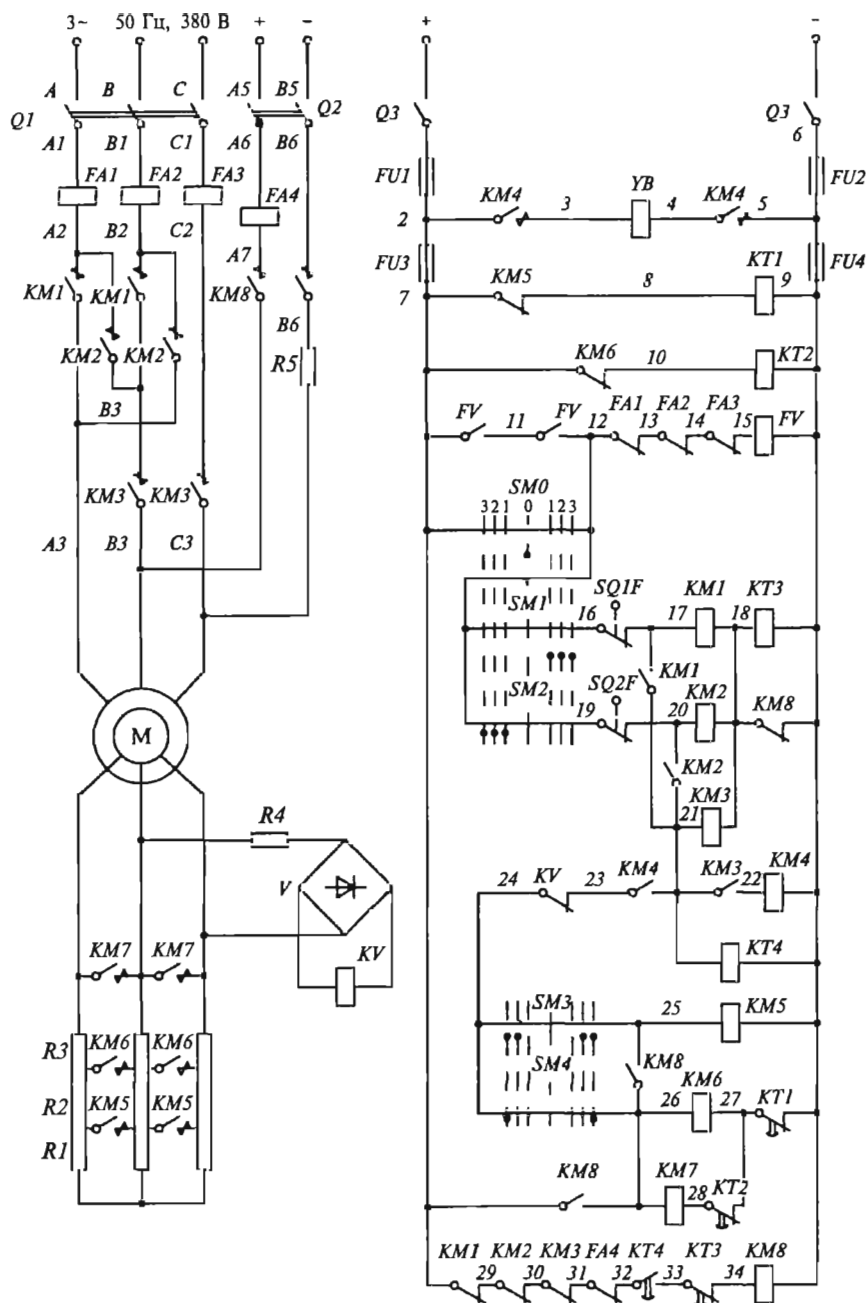 3~ 50 Гц, 380 В + −
+ −
A B C A5 B5
Q1 Q2 Q3 Q3
A1 B1 C1 A6 B6 6
FA1 FA2 FA3 FU1 FU2
FA4 KM4 3 YB 4 KM4 5
A2 B2 C2 2
A7 FU3 FU4
KM1 KM1 KM8 KM5 8 KT1 9
B6 7
KM2 KM2 R5 KM6 10 KT2
B3 FV 11 FV 12 FA1 13 FA2 14 FA3 15 FV
KM3 KM3 SM0
3 2 1 0 1 2 3
A3 B3 C3
SM1 16 SQ1F 17 KM1 18 KT3
KM1
SM2 19 SQ2F 20 KM2 KM8
M
KM2
21 KM3
R4
24 KV 23 KM4 KM3 22 KM4
V
KV KT4
KM7 KM7
SM3 25 KM5
R3 KM6 KM6 SM4 KM8
26 KM6 27 KT1
R2 KM5 KM5
R1
KM8 KM7 28 KT2
KM1 29 KM2 30 KM3 31 FA4 32 KT4 33 KT3 34 KM8